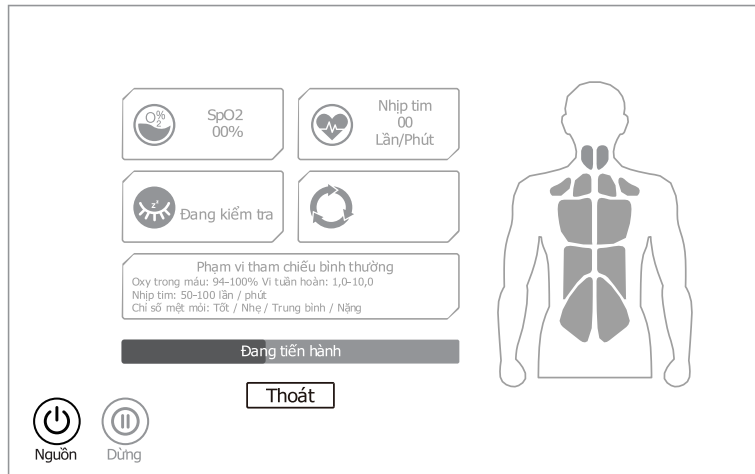 O₂%
SpO2
00%
Nhịp tim
00
Lần/Phút
zz
Đang kiểm tra
Phạm vi tham chiếu bình thường
Oxy trong máu: 94-100% Vi tuần hoàn: 1,0-10,0
Nhịp tim: 50-100 lần / phút
Chỉ số mệt mỏi: Tốt / Nhẹ / Trung bình / Nặng
Đang tiến hành
Thoát
Nguồn
Dừng